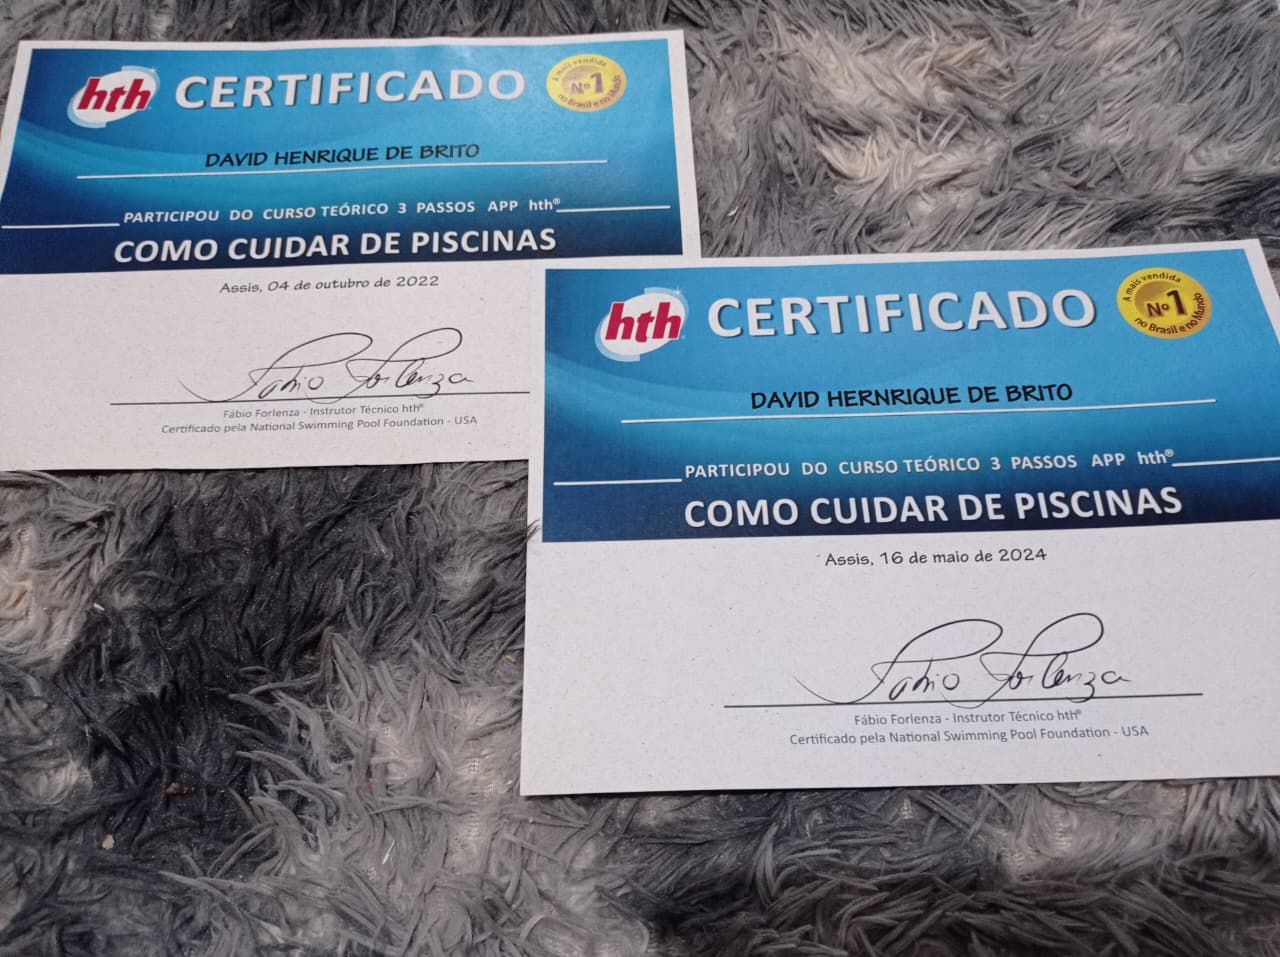 hth CERTIFICADO
A mais vendida
Nº1
no Brasil e no Mundo
DAVID HENRIQUE DE BRITO
PARTICIPOU DO CURSO TEÓRICO 3 PASSOS APP hth®
COMO CUIDAR DE PISCINAS
Assis, 04 de outubro de 2022
Fabio Forlenza
Fábio Forlenza - Instrutor Técnico hth®
Certificado pela National Swimming Pool Foundation - USA
hth® CERTIFICADO
A mais vendida
Nº1
no Brasil e no Mundo
DAVID HERNRIQUE DE BRITO
PARTICIPOU DO CURSO TEÓRICO 3 PASSOS APP hth®
COMO CUIDAR DE PISCINAS
Assis, 16 de maio de 2024
Fabio Forlenza
Fábio Forlenza - Instrutor Técnico hth®
Certificado pela National Swimming Pool Foundation - USA